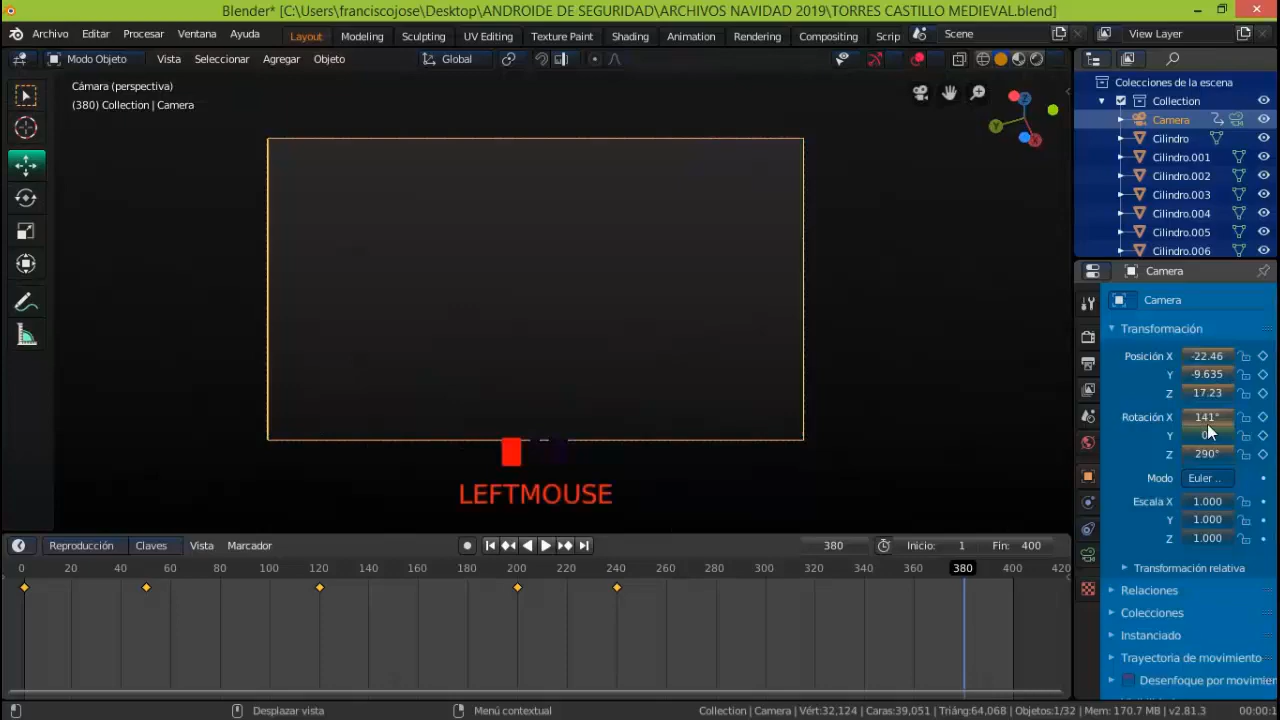 Blender* [C:\Users\franciscojose\Desktop\ANDROIDE DE SEGURIDAD\ARCHIVOS NAVIDAD 2019\TORRES CASTILLO MEDIEVAL.blend]
Archivo Editar Procesar Ventana Ayuda Layout Modeling Sculpting UV Editing Texture Paint Shading Animation Rendering Compositing Scrip Scene View Layer
Modo Objeto Vista Seleccionar Agregar Objeto Global
Cámara (perspectiva)
(380) Collection | Camera
Colecciones de la escena
Collection
Camera
Cilindro
Cilindro.001
Cilindro.002
Cilindro.003
Cilindro.004
Cilindro.005
Cilindro.006
Z
Y
X
Camera
Camera
Transformación
Posición X -22.46
Y -9.635
Z 17.23
Rotación X 141°
Y
Z 290°
Modo Euler ..
Escala X 1.000
Y 1.000
Z 1.000
Transformación relativa
Relaciones
Colecciones
Instanciado
Trayectoria de movimiento
Desenfoque por movimien
LEFTMOUSE
Reproducción Claves Vista Marcador 380 Inicio: 1 Fin: 400
0 20 40 60 80 100 120 140 160 180 200 220 240 260 280 300 320 340 360 380 400 420
Desplazar vista Menú contextual Collection | Camera | Vért:32,124 | Caras:39,051 | Triáng:64,068 | Objetos:1/32 | Mem: 170.7 MB | v2.81.3 00:00:1